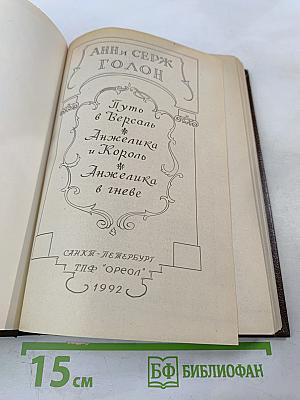 АНН и СЕРЖ
ГОЛОН
Путь
в Версаль
*
Анжелика
и Король
*
Анжелика
в гневе
САНКТ-ПЕТЕРБУРГ
ТПФ "ОРЕОЛ"
1992
15 см
БФ БИБЛИОФАН